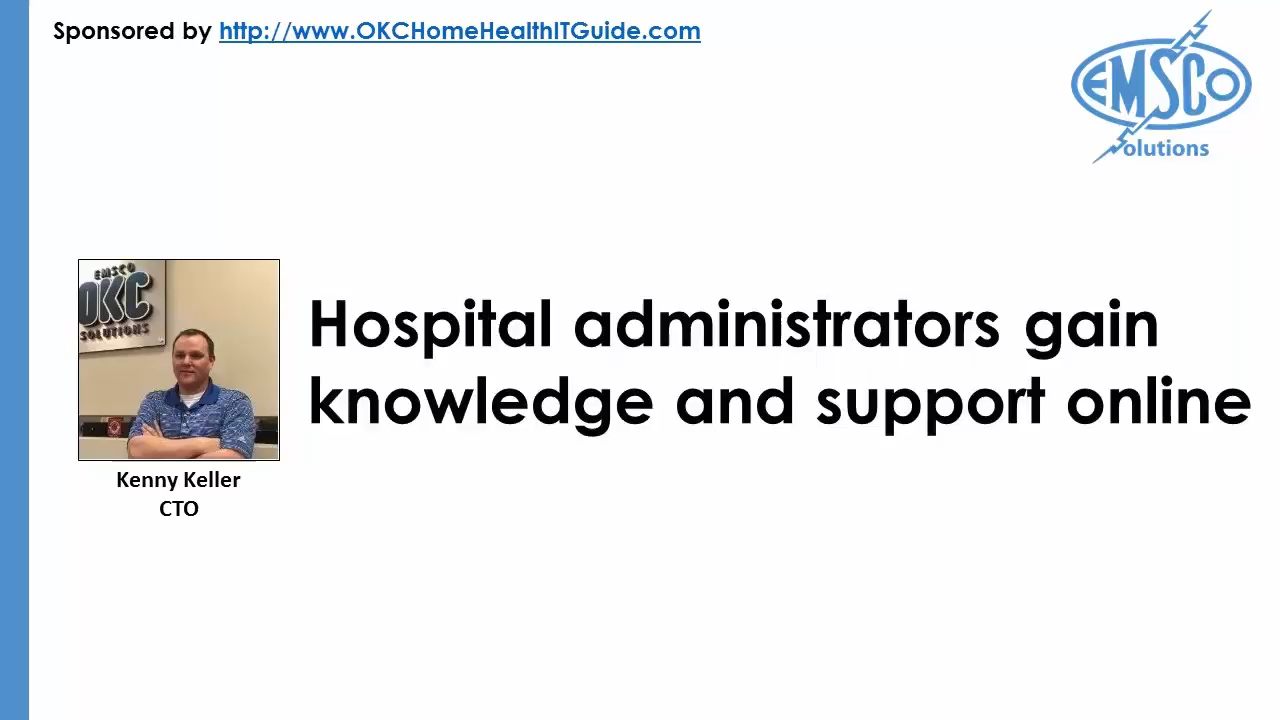 Sponsored by http://www.OKCHomeHealthITGuide.com
EMSCO
Solutions
EMSCO
OKC
SOLUTIONS
Hospital administrators gain
knowledge and support online
Kenny Keller
CTO